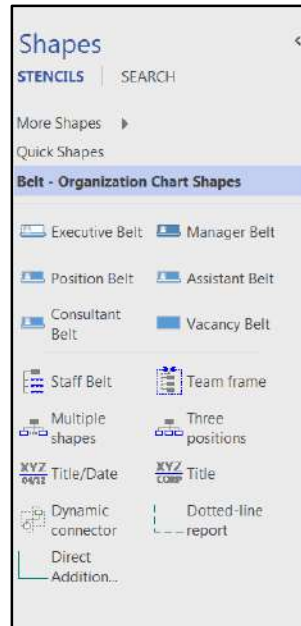 Shapes
STENCILS | SEARCH
More Shapes
Quick Shapes
Belt - Organization Chart Shapes
Executive Belt Manager Belt
Position Belt Assistant Belt
Consultant Belt Vacancy Belt
Staff Belt Team frame
Multiple shapes Three positions
XYZ 04/12 Title/Date XYZ CORP Title
Dynamic connector Dotted-line report
Direct Addition...